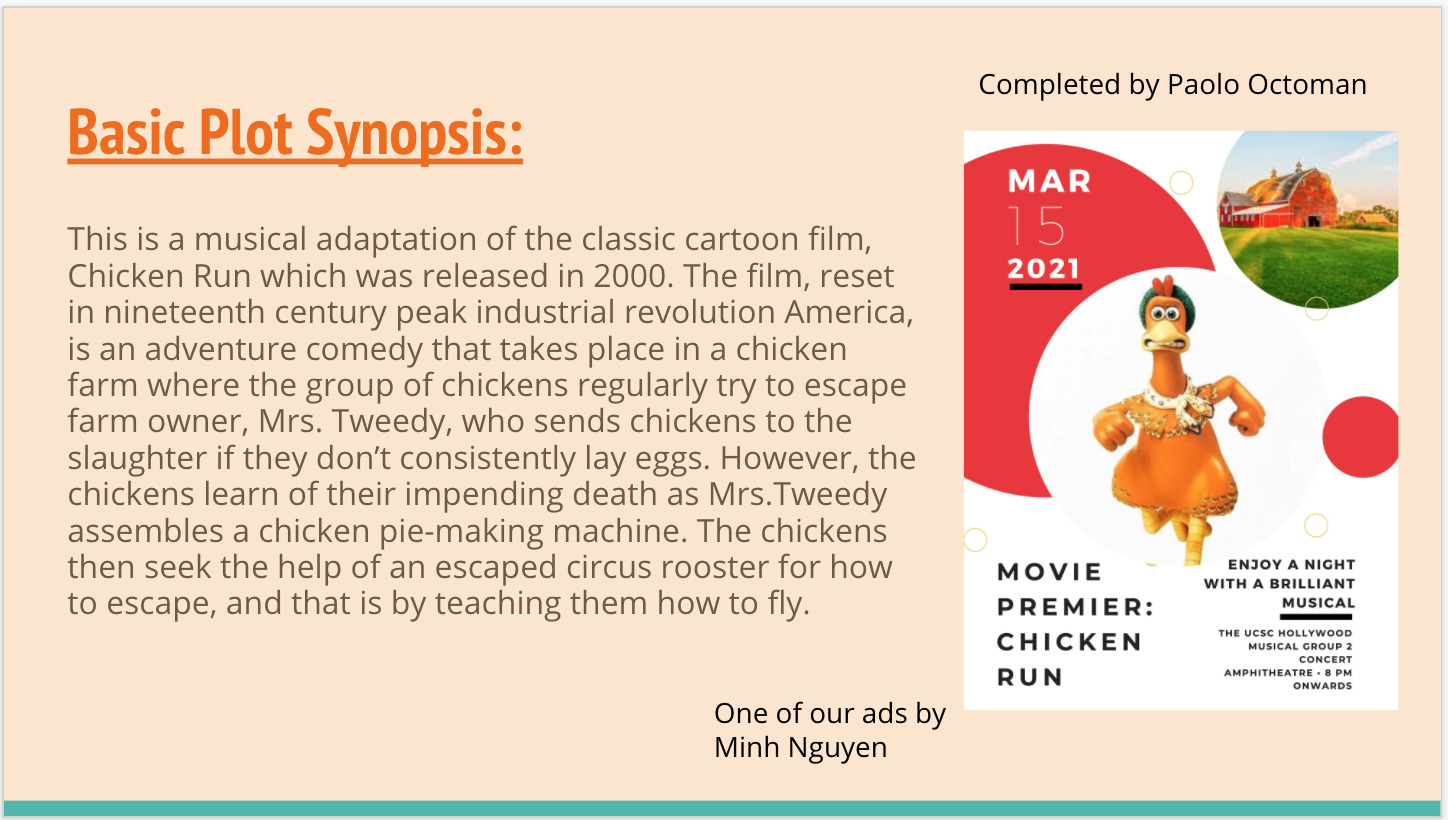 Completed by Paolo Octoman
Basic Plot Synopsis:
This is a musical adaptation of the classic cartoon film,
Chicken Run which was released in 2000. The film, reset
in nineteenth century peak industrial revolution America,
is an adventure comedy that takes place in a chicken
farm where the group of chickens regularly try to escape
farm owner, Mrs. Tweedy, who sends chickens to the
slaughter if they don’t consistently lay eggs. However, the
chickens learn of their impending death as Mrs.Tweedy
assembles a chicken pie-making machine. The chickens
then seek the help of an escaped circus rooster for how
to escape, and that is by teaching them how to fly.
MAR
15
2021
MOVIE
PREMIER:
CHICKEN
RUN
ENJOY A NIGHT
WITH A BRILLIANT
MUSICAL
THE UCSC HOLLYWOOD
MUSICAL GROUP 2
CONCERT
AMPHITHEATRE • 8 PM
ONWARDS
One of our ads by
Minh Nguyen